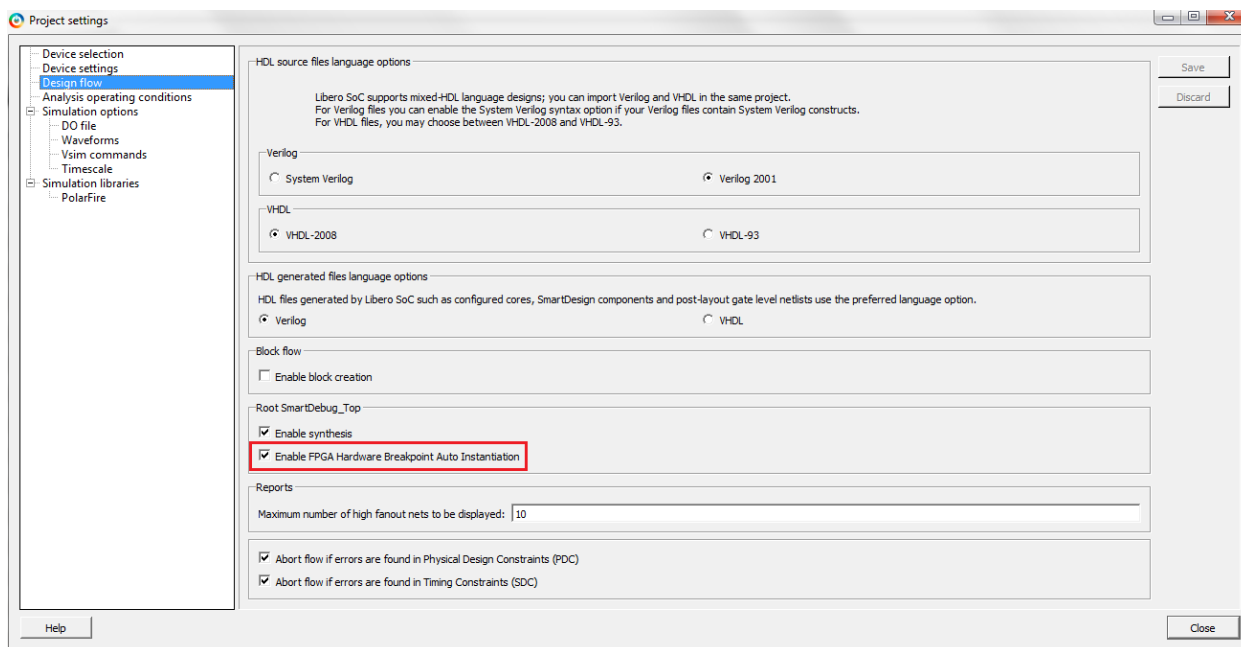 Project settings
Device selection
Device settings
Design flow
Analysis operating conditions
Simulation options
DO file
Waveforms
Vsim commands
Timescale
Simulation libraries
PolarFire
HDL source files language options
Libero SoC supports mixed-HDL language designs; you can import Verilog and VHDL in the same project.
For Verilog files you can enable the System Verilog syntax option if your Verilog files contain System Verilog constructs.
For VHDL files, you may choose between VHDL-2008 and VHDL-93.
Verilog
System Verilog
Verilog 2001
VHDL
VHDL-2008
VHDL-93
HDL generated files language options
HDL files generated by Libero SoC such as configured cores, SmartDesign components and post-layout gate level netlists use the preferred language option.
Verilog
VHDL
Block flow
Enable block creation
Root SmartDebug_Top
Enable synthesis
Enable FPGA Hardware Breakpoint Auto Instantiation
Reports
Maximum number of high fanout nets to be displayed: 10
Abort flow if errors are found in Physical Design Constraints (PDC)
Abort flow if errors are found in Timing Constraints (SDC)
Save
Discard
Help
Close